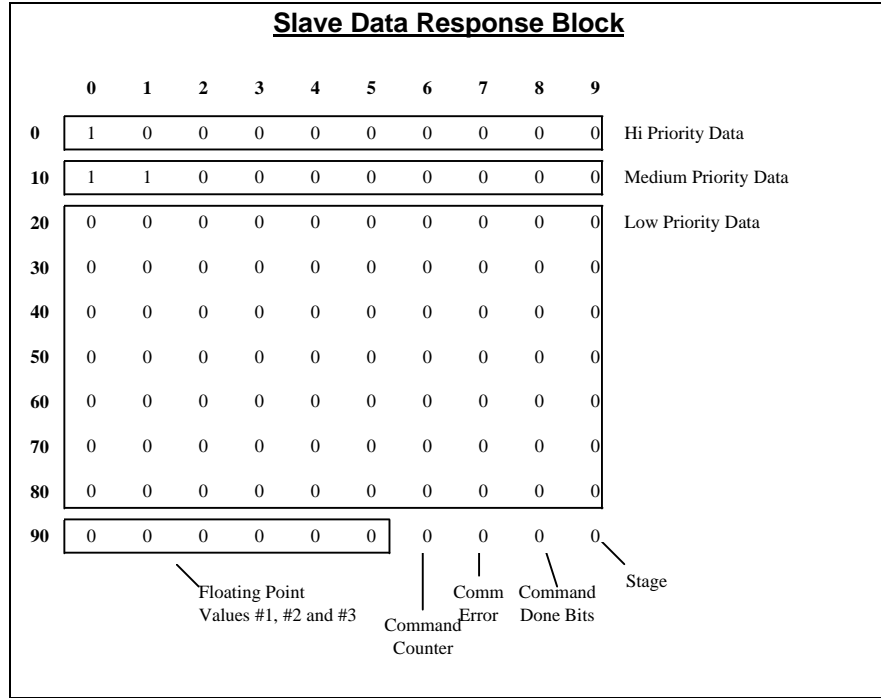 Slave Data Response Block
0 1 2 3 4 5 6 7 8 9
0 1 0 0 0 0 0 0 0 0 0 Hi Priority Data
10 1 1 0 0 0 0 0 0 0 0 Medium Priority Data
20 0 0 0 0 0 0 0 0 0 0 Low Priority Data
30 0 0 0 0 0 0 0 0 0 0
40 0 0 0 0 0 0 0 0 0 0
50 0 0 0 0 0 0 0 0 0 0
60 0 0 0 0 0 0 0 0 0 0
70 0 0 0 0 0 0 0 0 0 0
80 0 0 0 0 0 0 0 0 0 0
90 0 0 0 0 0 0 0 0 0 0
Floating Point
Values #1, #2 and #3
Command
Counter
Comm
Error
Command
Done Bits
Stage